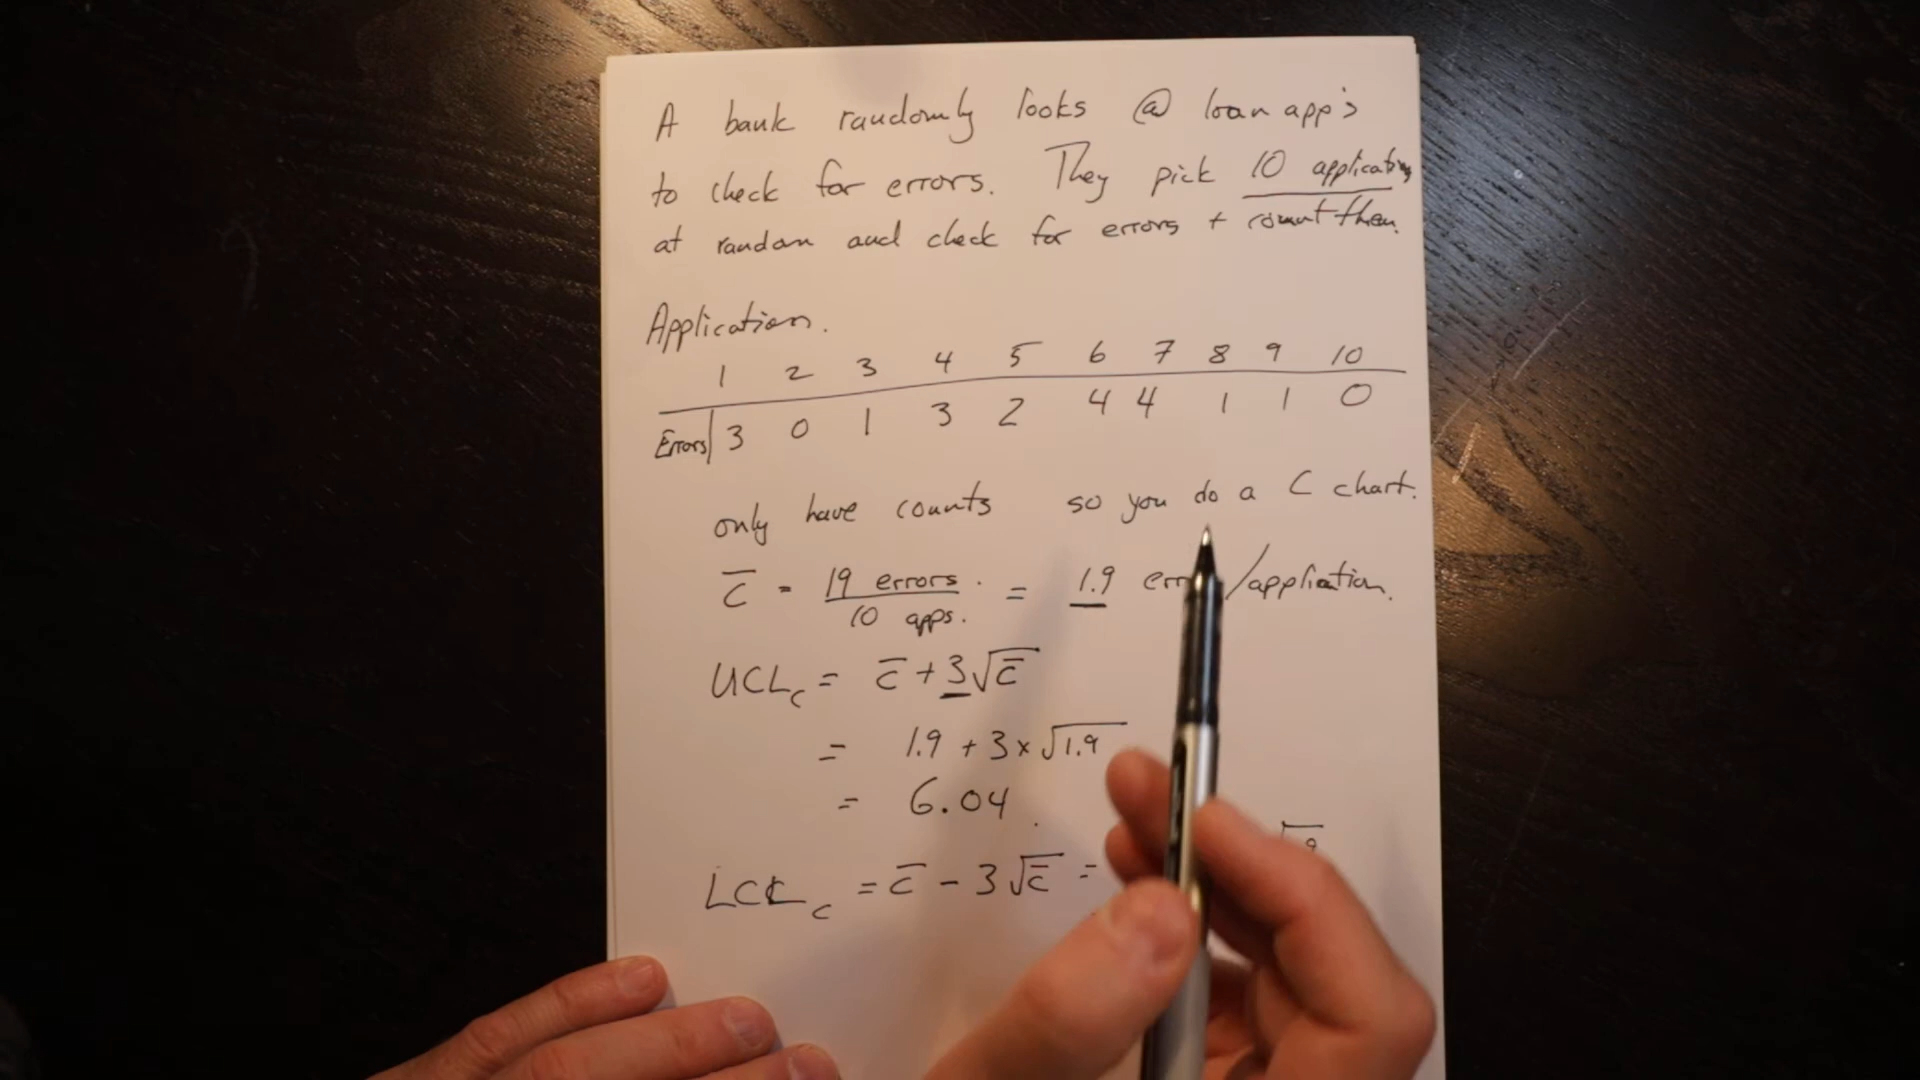 A bank randomly looks @ loan app's
to check for errors. They pick 10
at random and check for errors + count them.
Application.
1 2 3 4 5 6 7 8 9 10
Errors 3 0 1 3 2 4 4 1 1 0
only have counts so you do a C chart.
c̅ = 19 errors / 10 apps. = 1.9 /application.
UCL_c = c̅ + 3√c̅
= 1.9 + 3 × √1.9
= 6.04
LCL_c = c̅ - 3√c̅ =